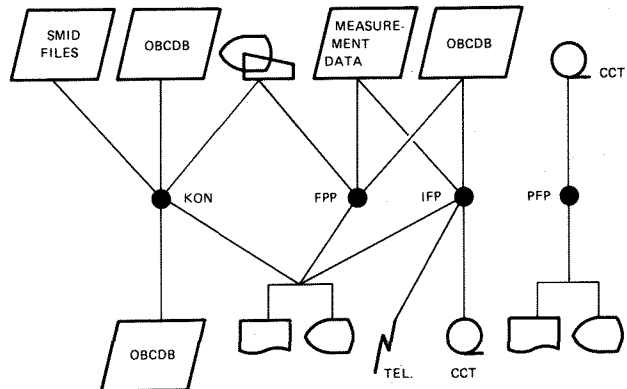 SMID
FILES
OBCDB
MEASURE-
MENT
DATA
OBCDB
CCT
KON
FPP
IFP
PFP
OBCDB
TEL.
CCT